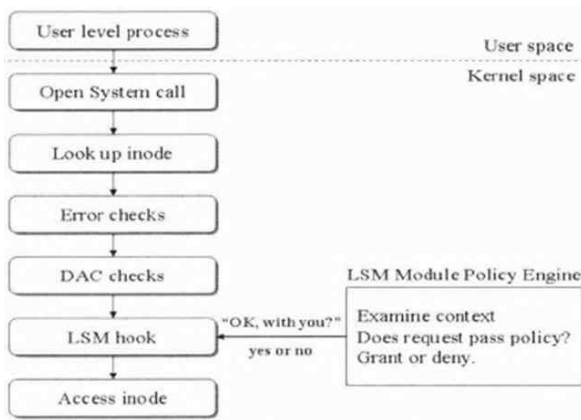 User level process
User space
Kernel space
Open System call
Look up inode
Error checks
DAC checks
LSM Module Policy Engine
Examine context
Does request pass policy?
Grant or deny.
"OK, with you?"
yes or no
LSM hook
Access inode